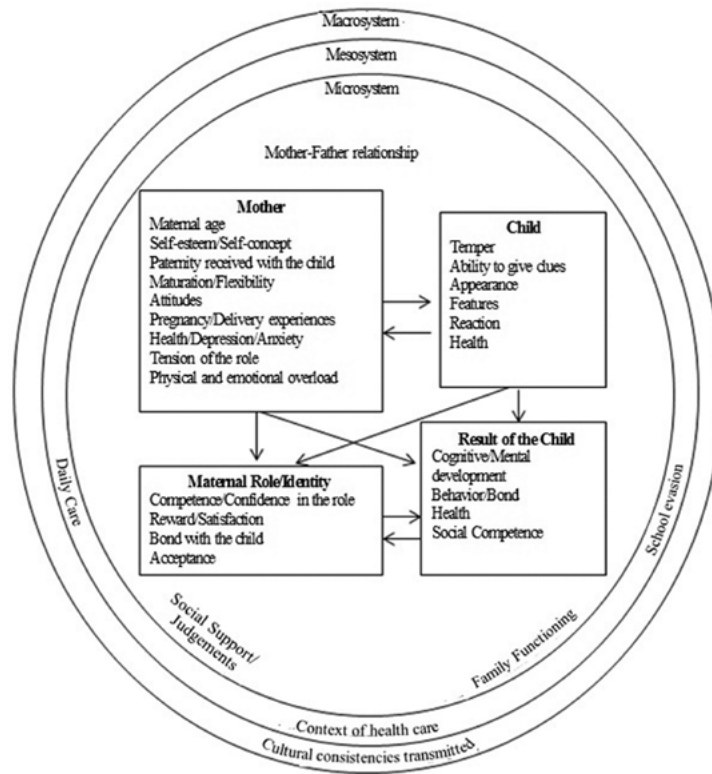 Macrosystem
Mesosystem
Microsystem
Mother-Father relationship
Mother
Maternal age
Self-esteem/Self-concept
Paternity received with the child
Maturation/Flexibility
Attitudes
Pregnancy/Delivery experiences
Health/Depression/Anxiety
Tension of the role
Physical and emotional overload
Child
Temper
Ability to give clues
Appearance
Features
Reaction
Health
Maternal Role/Identity
Competence/Confidence in the role
Reward/Satisfaction
Bond with the child
Acceptance
Result of the Child
Cognitive/Mental
development
Behavior/Bond
Health
Social Competence
Daily Care
School evasion
Social Support/
Judgements
Family Functioning
Context of health care
Cultural consistencies transmitted